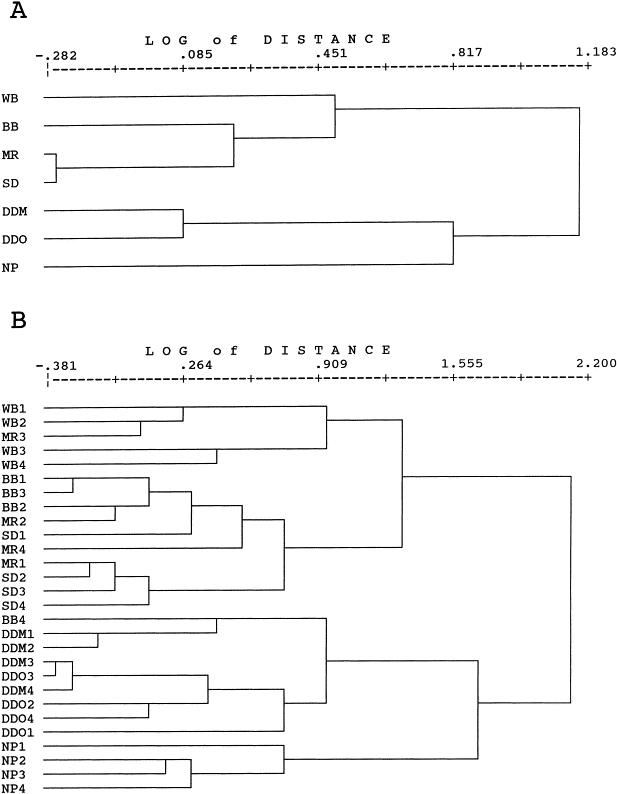 A
LOG of DISTANCE
-.282 .085 .451 .817 1.183
WB
BB
MR
SD
DDM
DDO
NP
B
LOG of DISTANCE
-.381 .264 .909 1.555 2.200
WB1
WB2
MR3
WB3
WB4
BB1
BB3
BB2
MR2
SD1
MR4
MR1
SD2
SD3
SD4
BB4
DDM1
DDM2
DDM3
DDO3
DDM4
DDO2
DDO4
DDO1
NP1
NP2
NP3
NP4